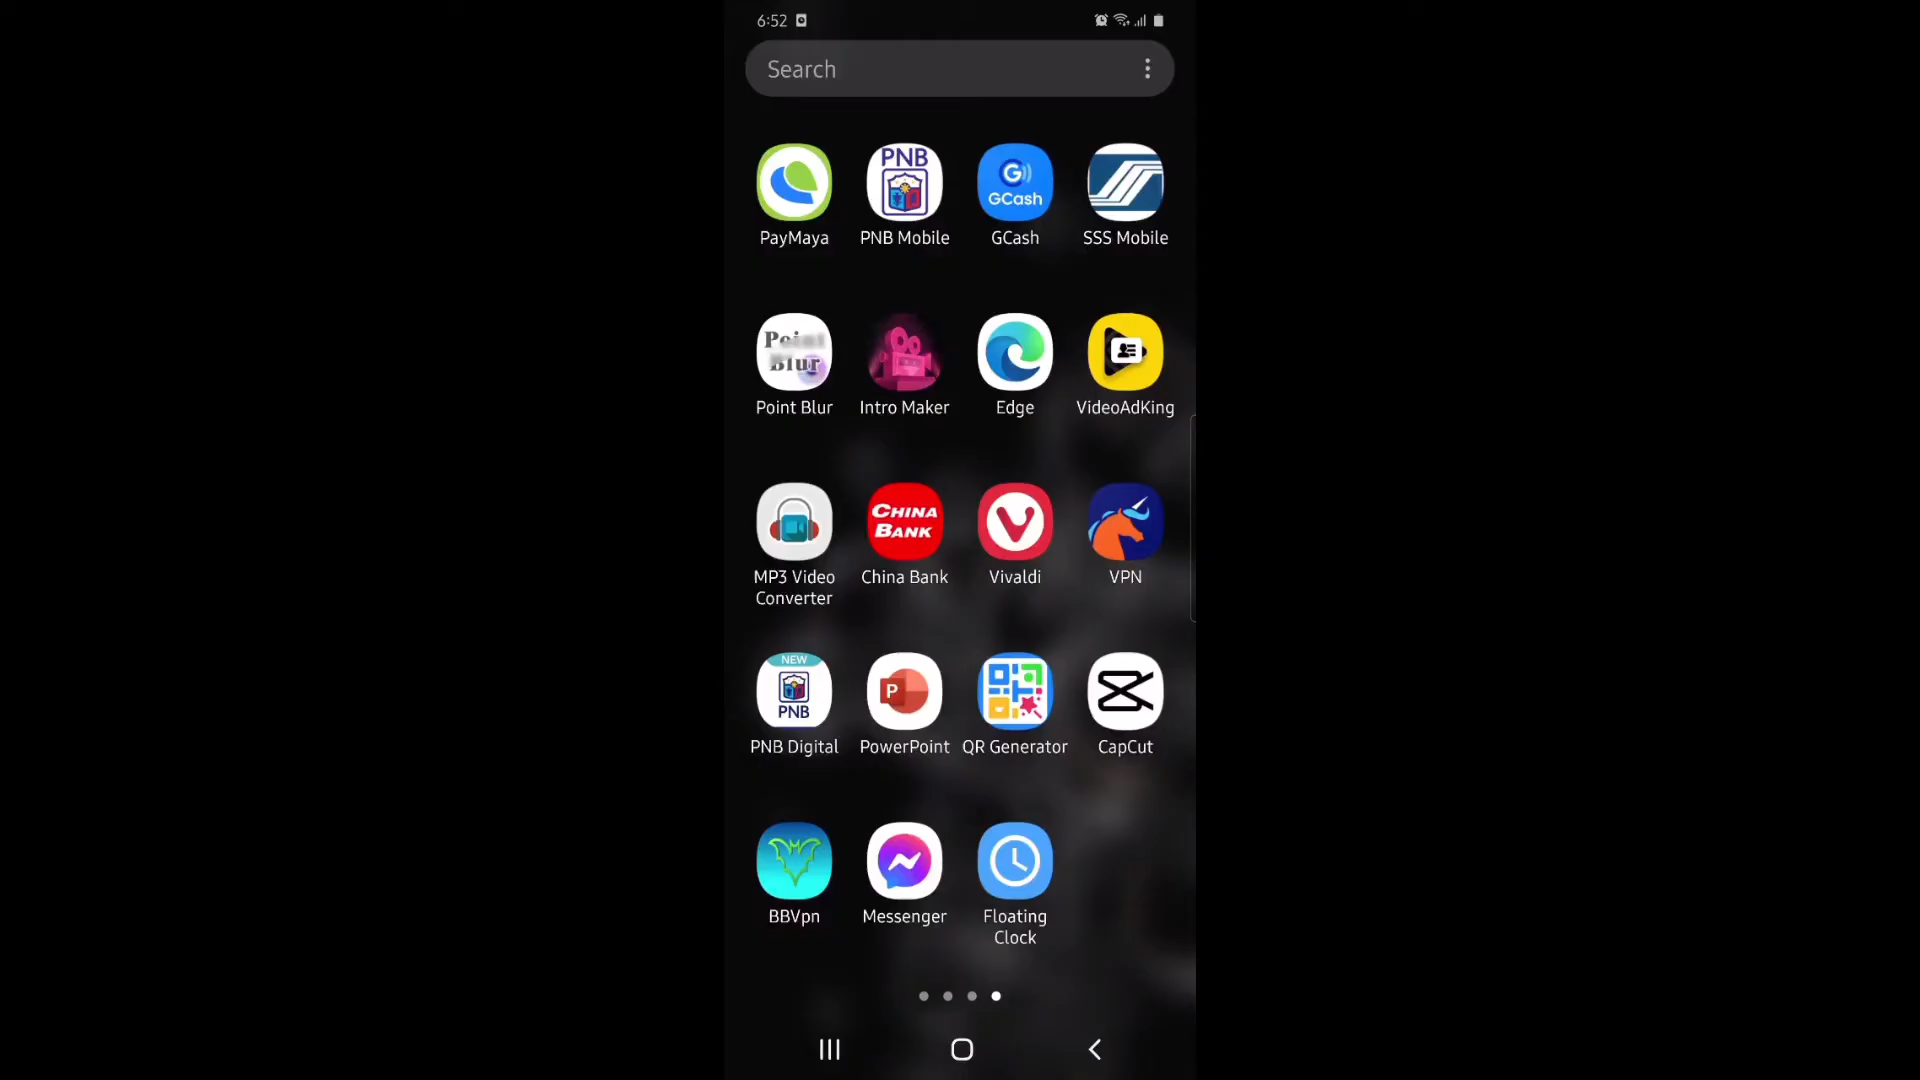 6:52
Search
PNB
G
GCash
PayMaya
PNB Mobile
GCash
SSS Mobile
Point
Blur
Point Blur
Intro Maker
Edge
VideoAdKing
CHINA
BANK
MP3 Video
Converter
China Bank
Vivaldi
VPN
NEW
PNB
P
PNB Digital
PowerPoint
QR Generator
CapCut
BBVpn
Messenger
Floating
Clock